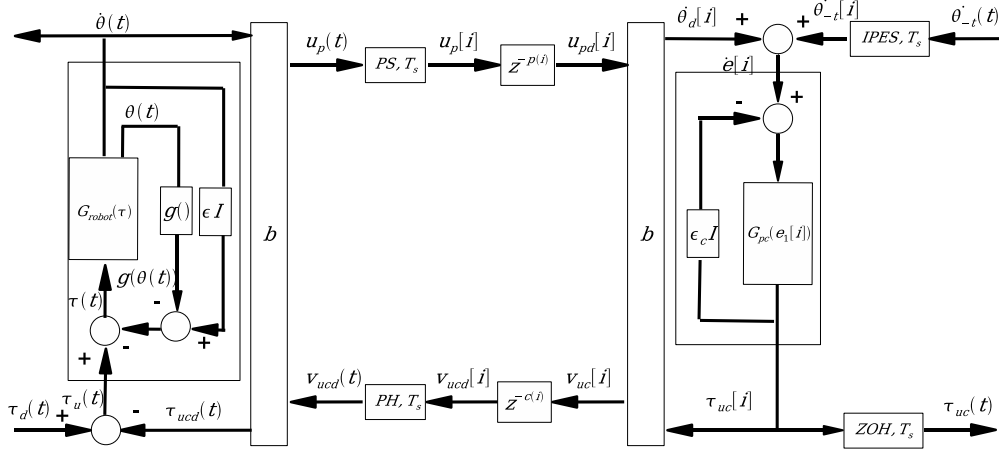 θ̇(t)
u_p(t)
PS, T_s
u_p[i]
z^{-p(i)}
u_{pd}[i]
θ̇_d[i]
+
+
θ̇_{-t}[i]
IPES, T_s
θ̇_{-t}(t)
ė[i]
θ(t)
-
+
G_{robot}(τ)
g()
ϵI
b
b
ϵ_cI
G_{pc}(e_1[i])
g(θ(t))
τ(t)
-
-
+
+
v_{ucd}(t)
PH, T_s
v_{ucd}[i]
z^{-c(i)}
v_{uc}[i]
τ_d(t)
+
τ_u(t)
-
τ_{ucd}(t)
τ_{uc}[i]
ZOH, T_s
τ_{uc}(t)